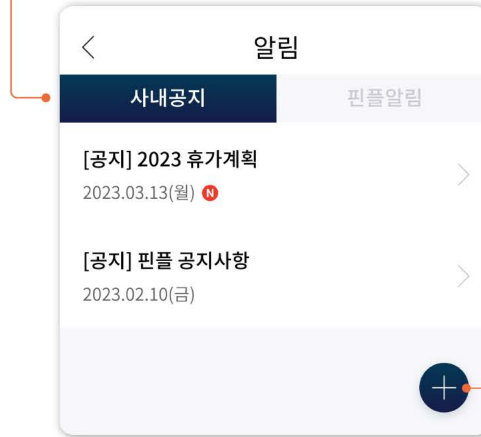 알림
사내공지
핀플알림
[공지] 2023 휴가계획
2023.03.13(월) N
[공지] 핀플 공지사항
2023.02.10(금)